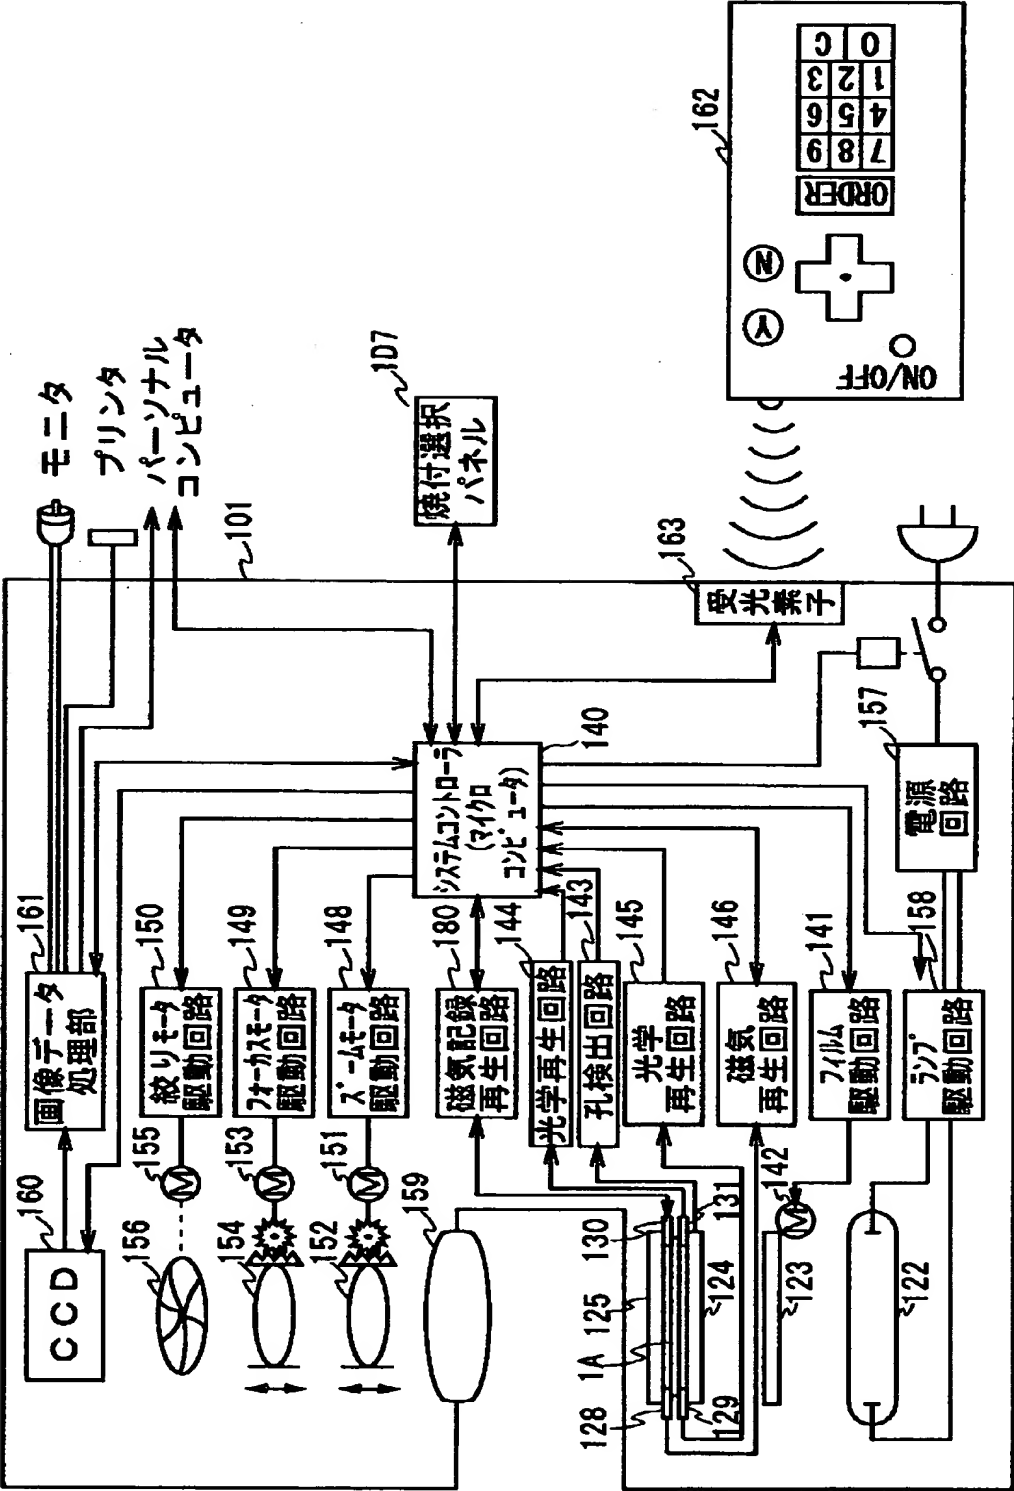 モニタ
プリンタ
パーソナル
コンピュータ
101
107
焼付選択
パネル
163
受光素子
162
ON/OFF
Y
N
ORDER
7 4 1 0
8 5 2
9 6 3 C
161
画像データ
処理部
150
絞りモータ
駆動回路
149
フォーカスモータ
駆動回路
148
ズームモータ
駆動回路
180
磁気記録
再生回路
144
光学再生回路
143
孔検出回路
145
光学
再生回路
146
磁気
再生回路
141
フィルム
駆動回路
158
ランプ
駆動回路
157
電源
回路
システムコントローラ
(マイクロ
コンピュータ)
140
160
CCD
155
M
156
153
M
154
151
M
152
159
130
131
125
124
1A
128
129
142
M
123
122